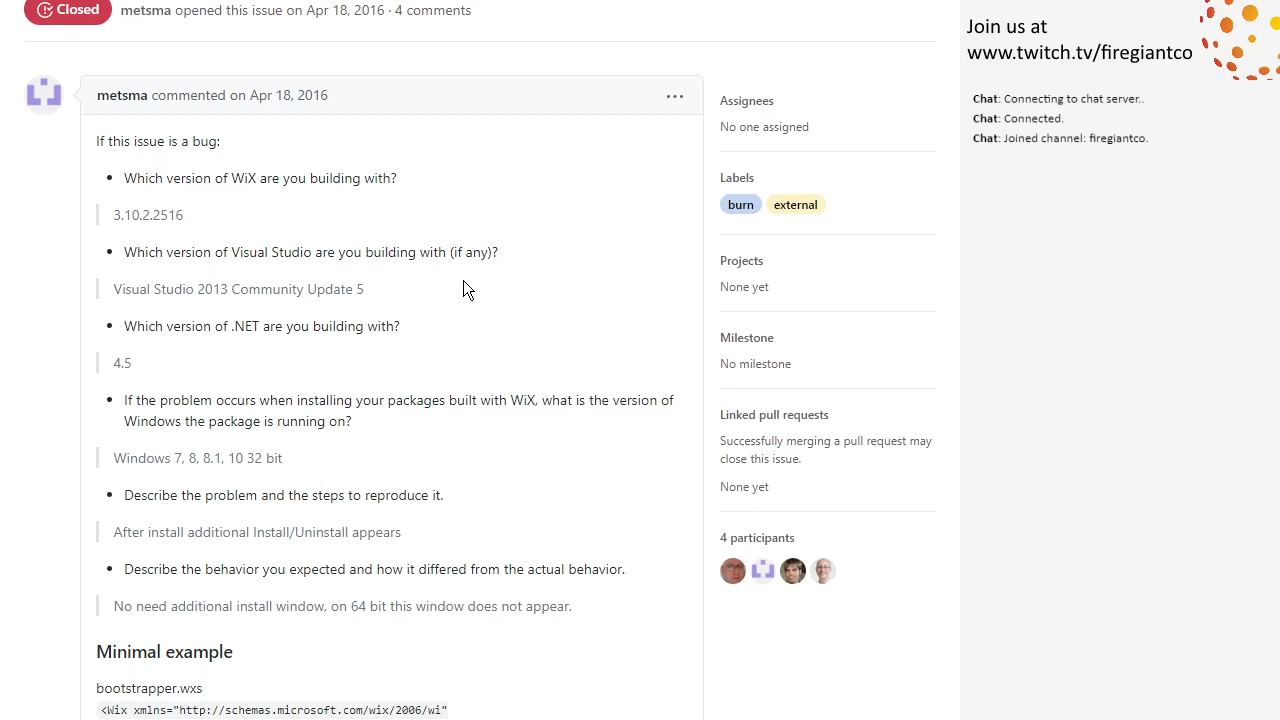 Closed
metsma opened this issue on Apr 18, 2016 · 4 comments
metsma commented on Apr 18, 2016
If this issue is a bug:
• Which version of WiX are you building with?
3.10.2.2516
• Which version of Visual Studio are you building with (if any)?
Visual Studio 2013 Community Update 5
• Which version of .NET are you building with?
4.5
• If the problem occurs when installing your packages built with WiX, what is the version of
Windows the package is running on?
Windows 7, 8, 8.1, 10 32 bit
• Describe the problem and the steps to reproduce it.
After install additional Install/Uninstall appears
• Describe the behavior you expected and how it differed from the actual behavior.
No need additional install window, on 64 bit this window does not appear.
Minimal example
bootstrapper.wxs
<Wix xmlns="http://schemas.microsoft.com/wix/2006/wi"
Assignees
No one assigned
Labels
burn external
Projects
None yet
Milestone
No milestone
Linked pull requests
Successfully merging a pull request may
close this issue.
None yet
4 participants
Join us at
www.twitch.tv/firegiantco
Chat: Connecting to chat server..
Chat: Connected.
Chat: Joined channel: firegiantco.